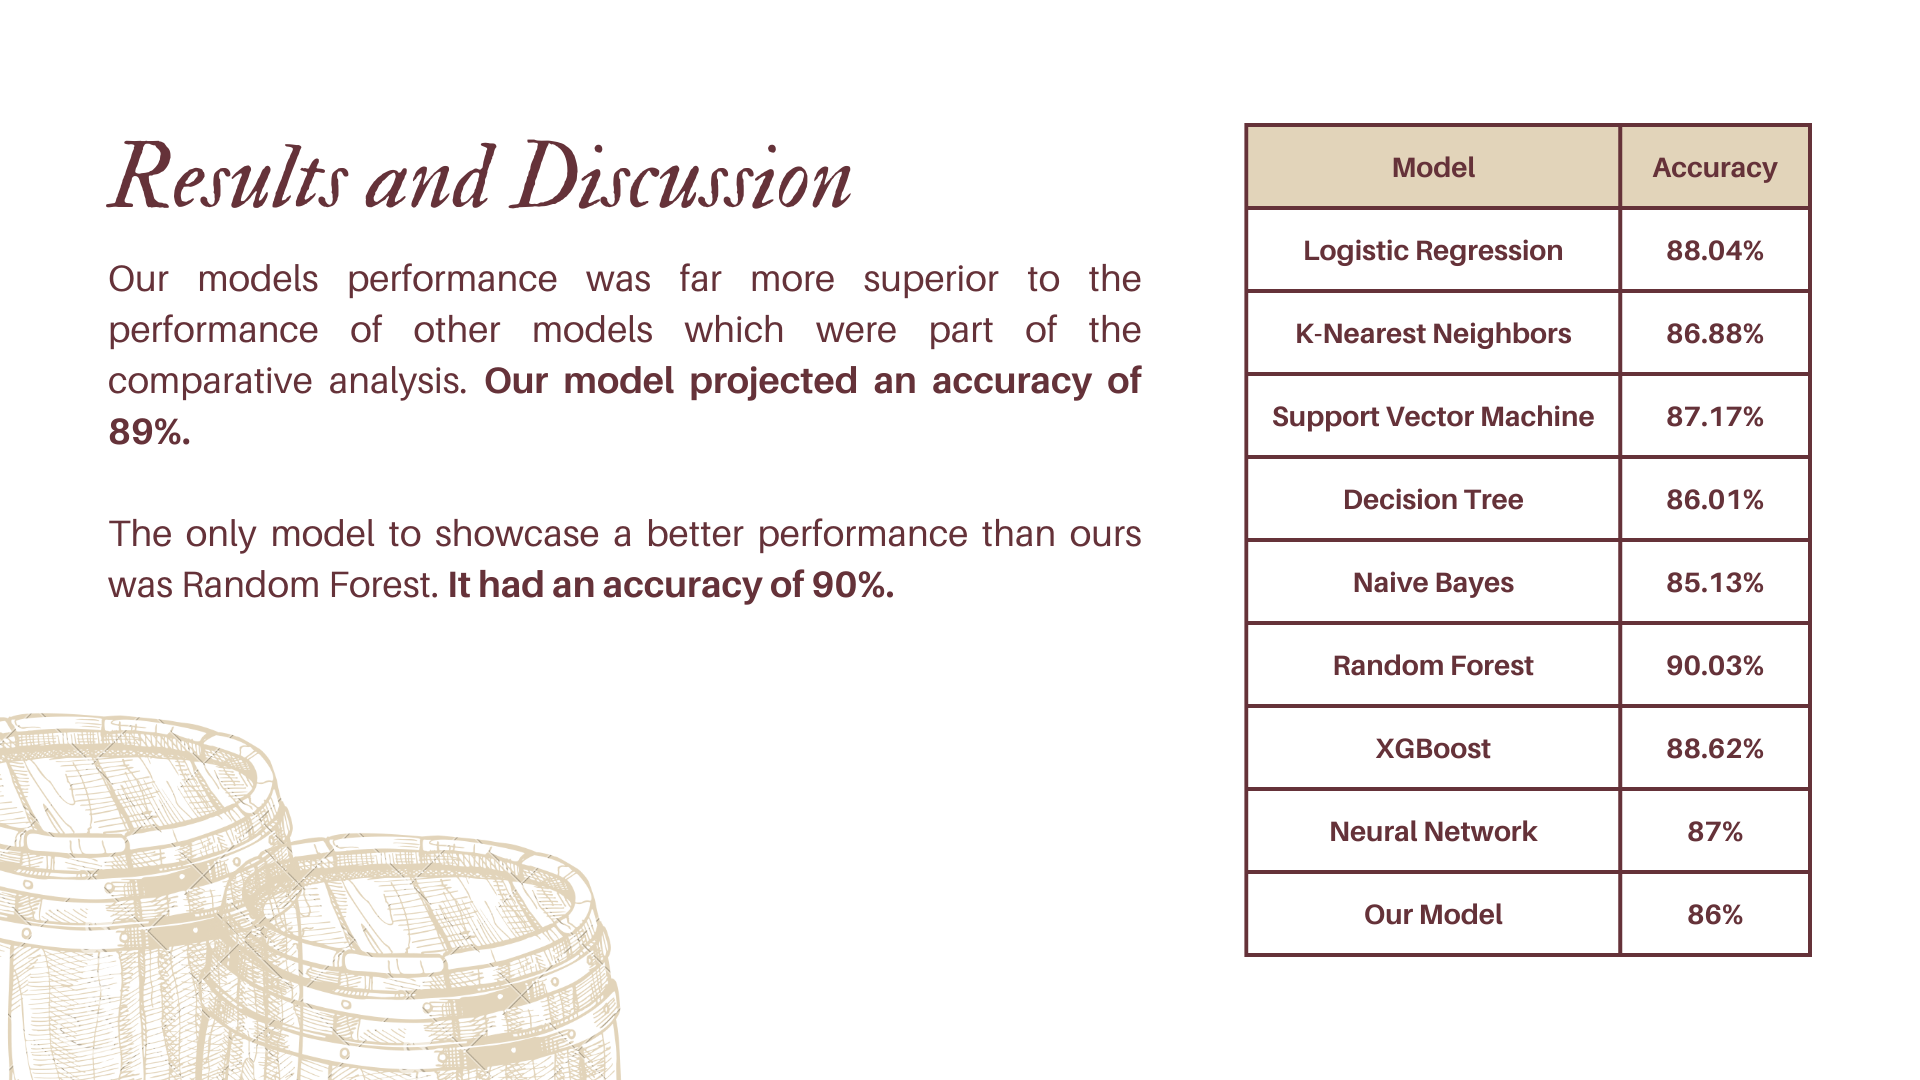 Results and Discussion
Our models performance was far more superior to the
performance of other models which were part of the
comparative analysis. Our model projected an accuracy of
89%.
The only model to showcase a better performance than ours
was Random Forest. It had an accuracy of 90%.
Model Accuracy
Logistic Regression 88.04%
K-Nearest Neighbors 86.88%
Support Vector Machine 87.17%
Decision Tree 86.01%
Naive Bayes 85.13%
Random Forest 90.03%
XGBoost 88.62%
Neural Network 87%
Our Model 86%